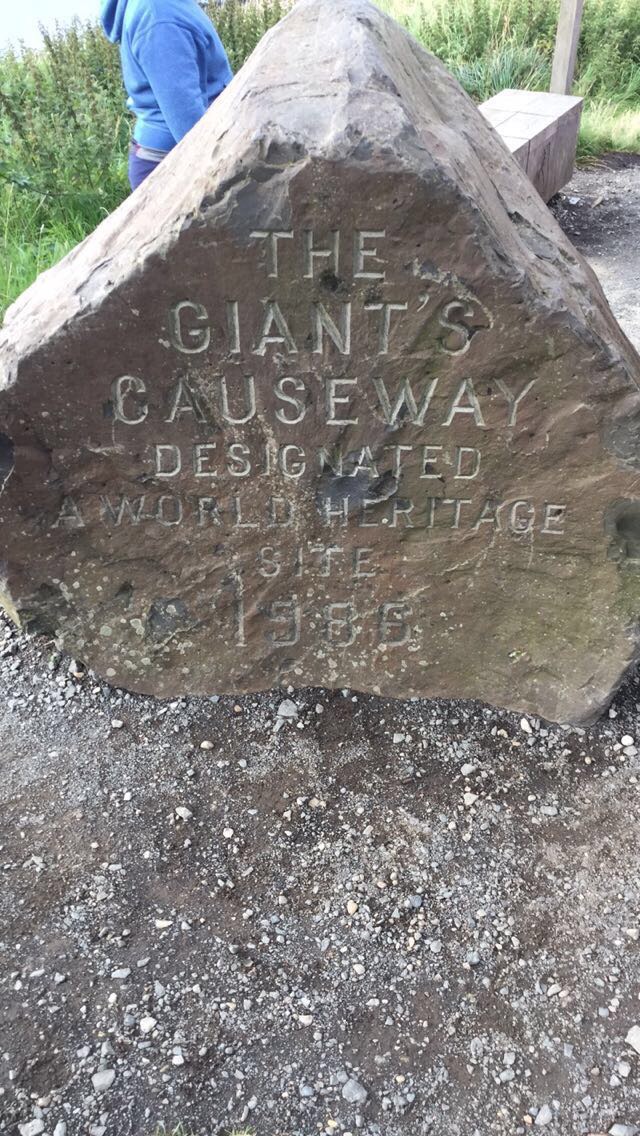 THE
GIANT'S
CAUSEWAY
DESIGNATED
A WORLD HERITAGE
SITE
1986